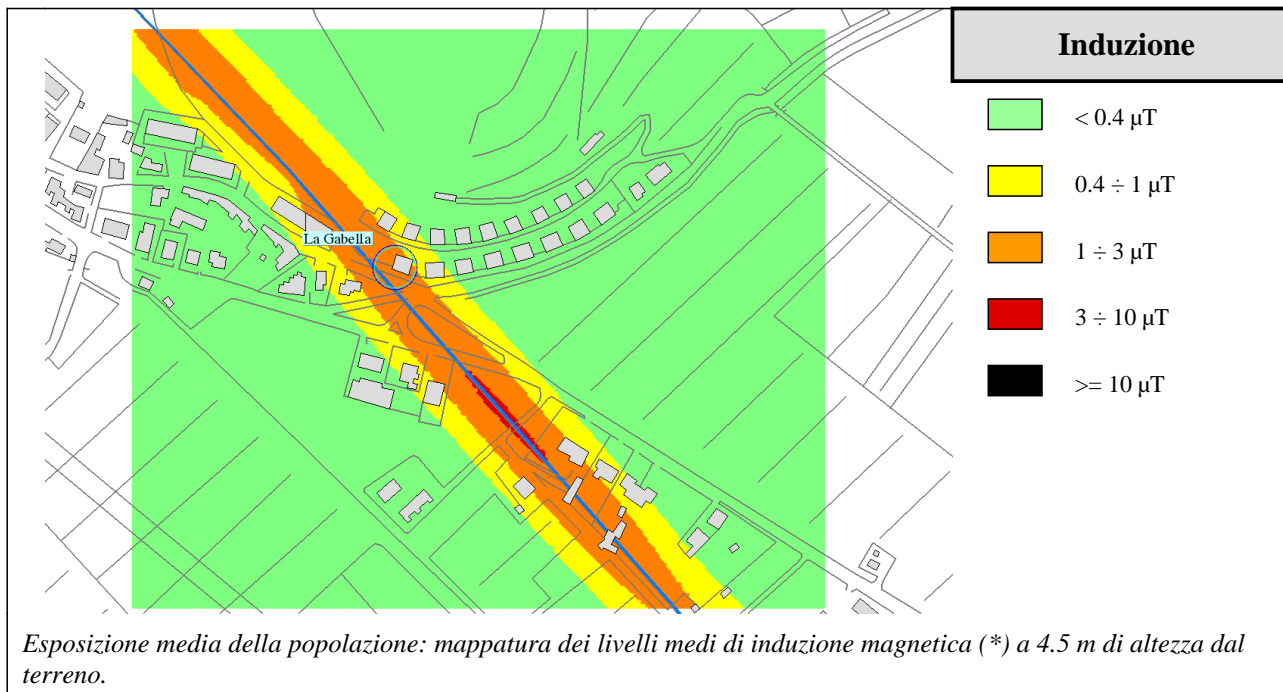 Induzione
< 0.4 µT
0.4 ÷ 1 µT
1 ÷ 3 µT
3 ÷ 10 µT
>= 10 µT
La Gabella
Esposizione media della popolazione: mappatura dei livelli medi di induzione magnetica (*) a 4.5 m di altezza dal
terreno.